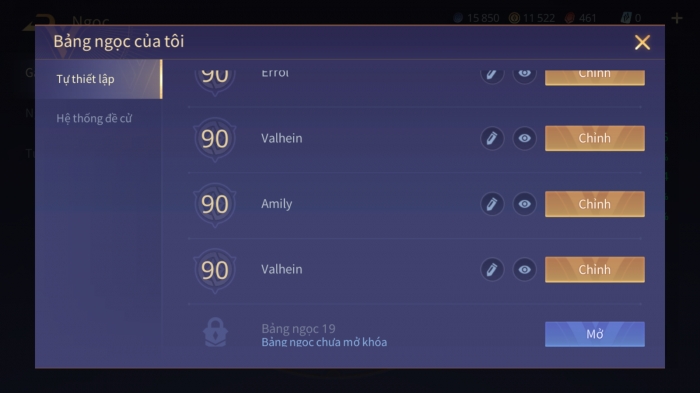 Ngọc
15 850
11 522
461
0
Bảng ngọc của tôi
Tự thiết lập
Hệ thống đề cử
90 Errol Chỉnh
90 Valhein Chỉnh
90 Amily Chỉnh
90 Valhein Chỉnh
Bảng ngọc 19
Bảng ngọc chưa mở khóa
Mở